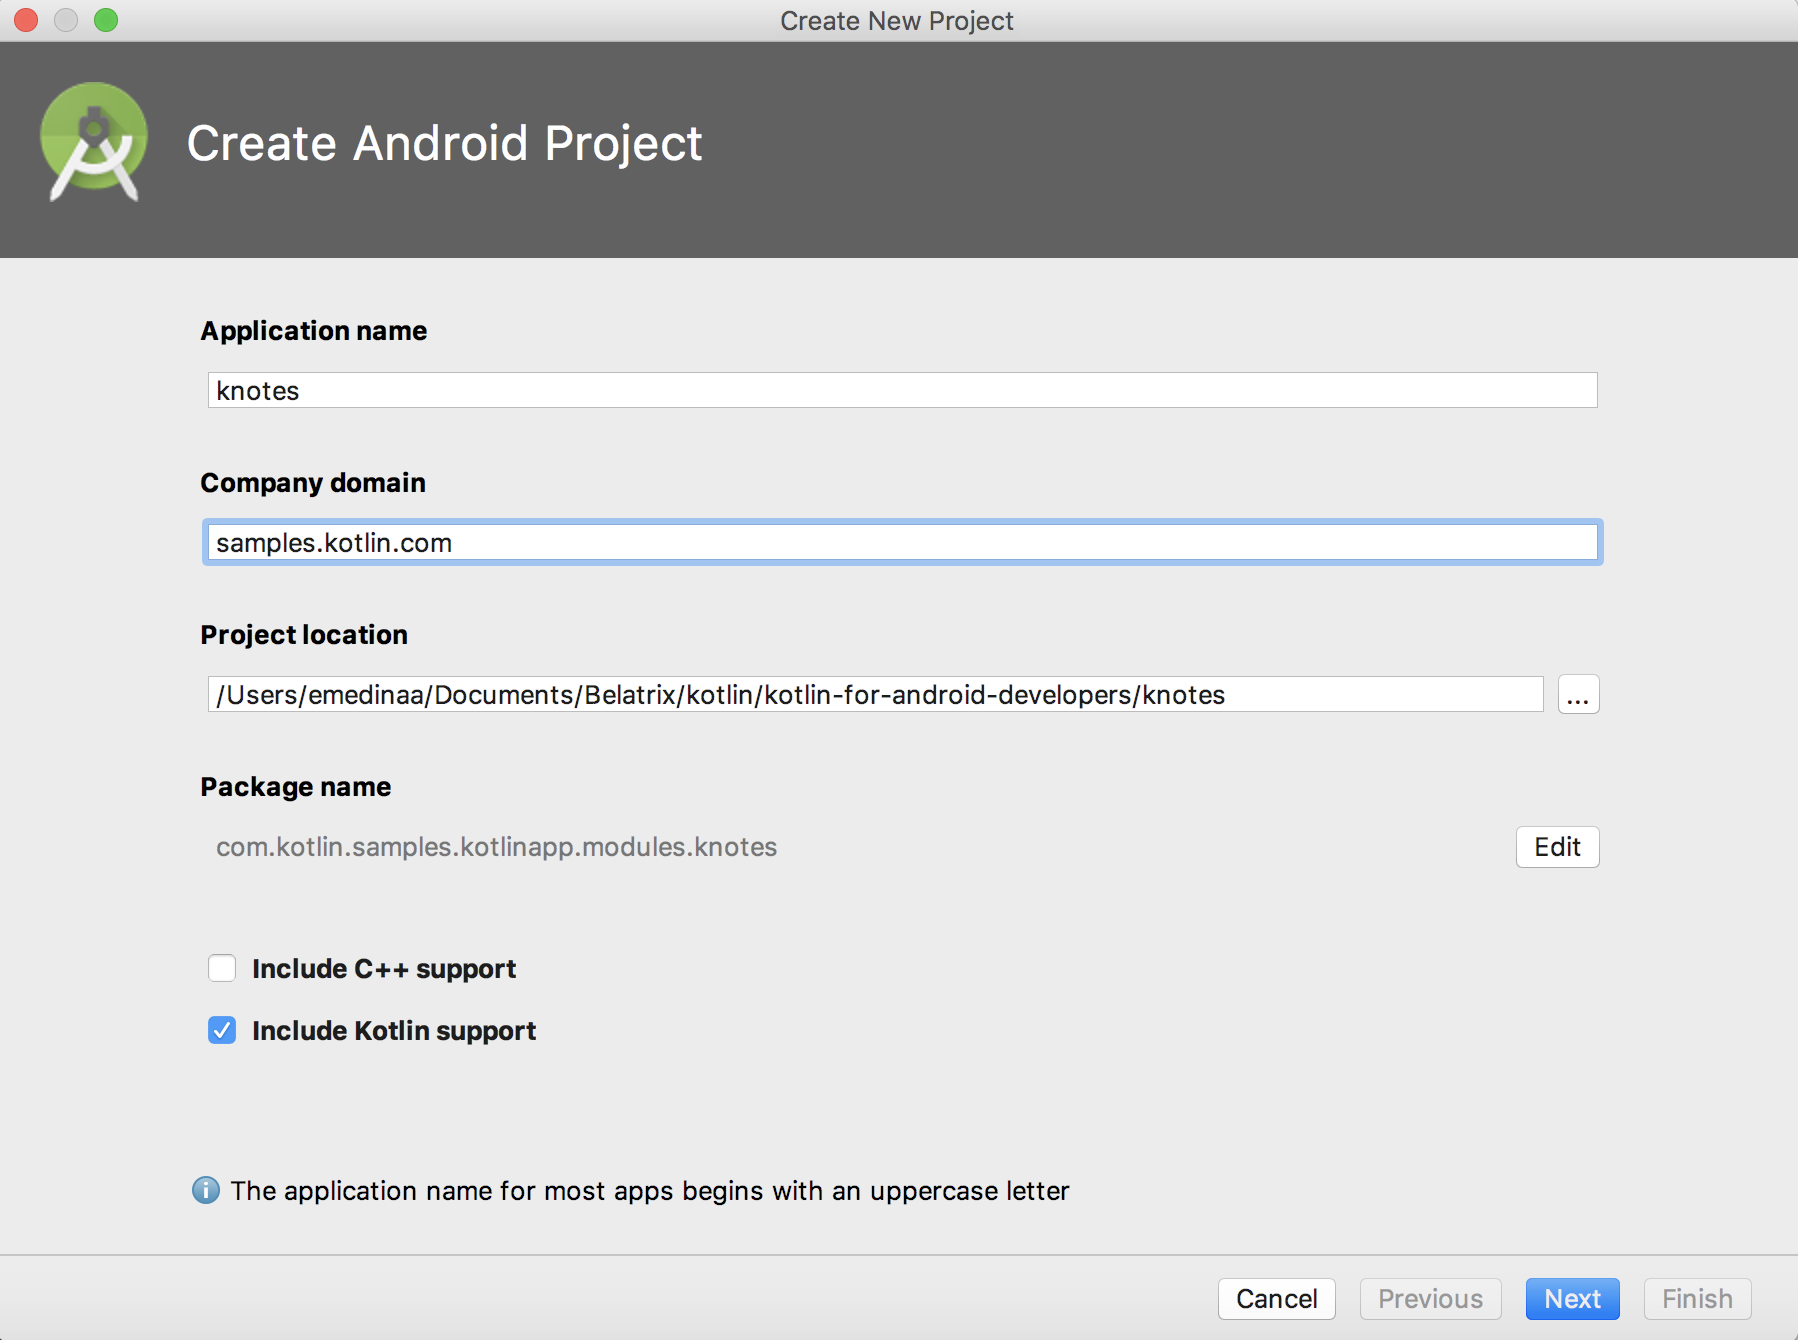 Create New Project
Create Android Project
Application name
knotes
Company domain
samples.kotlin.com
Project location
/Users/emedinaa/Documents/Belatrix/kotlin/kotlin-for-android-developers/knotes
...
Package name
com.kotlin.samples.kotlinapp.modules.knotes
Edit
Include C++ support
Include Kotlin support
The application name for most apps begins with an uppercase letter
Cancel Previous Next Finish